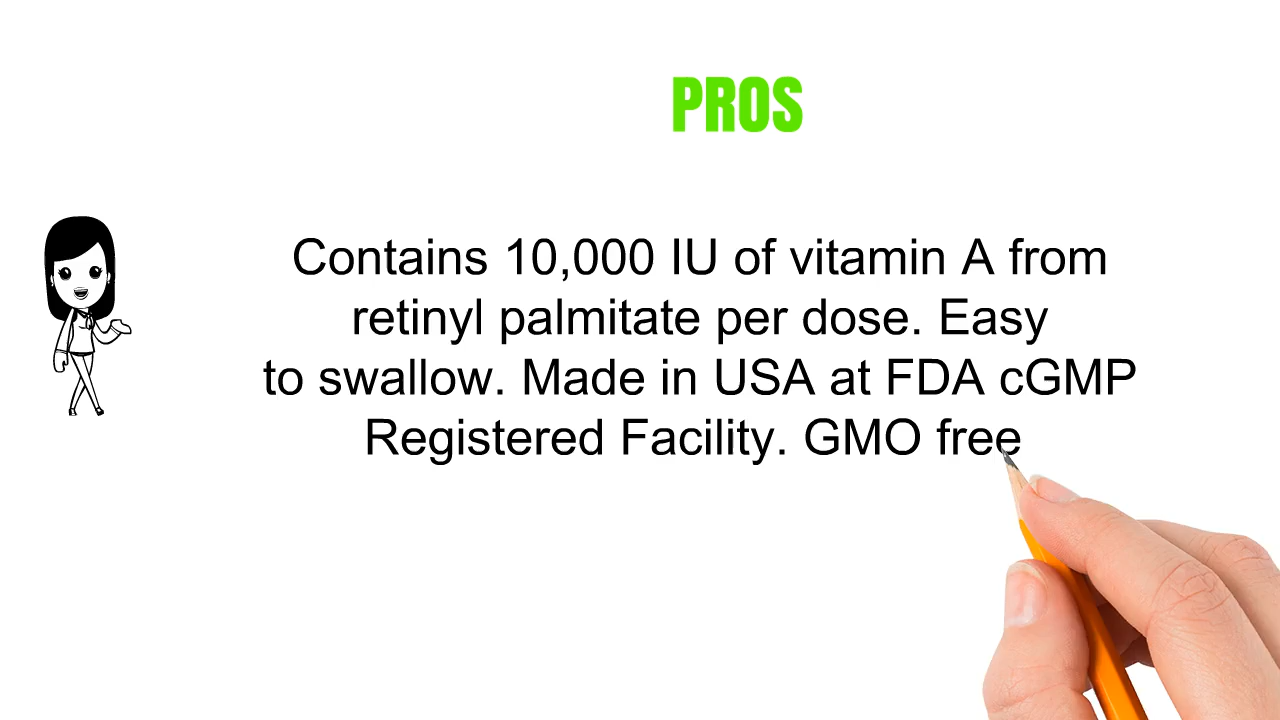 PROS
Contains 10,000 IU of vitamin A from
retinyl palmitate per dose. Easy
to swallow. Made in USA at FDA cGMP
Registered Facility. GMO free